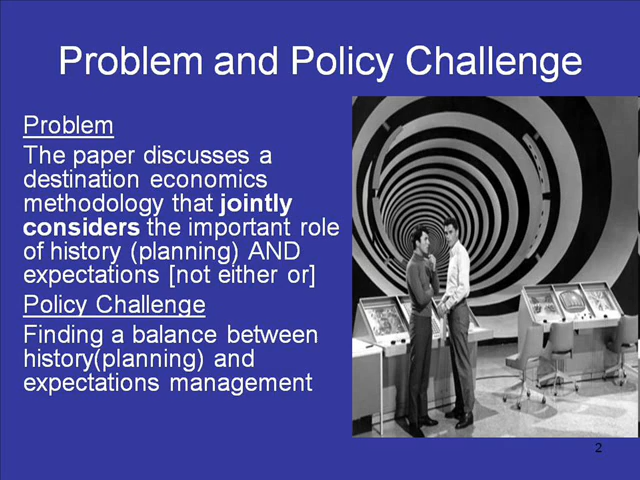 Problem and Policy Challenge
Problem
The paper discusses a
destination economics
methodology that jointly
considers the important role
of history (planning) AND
expectations [not either or]
Policy Challenge
Finding a balance between
history(planning) and
expectations management
2